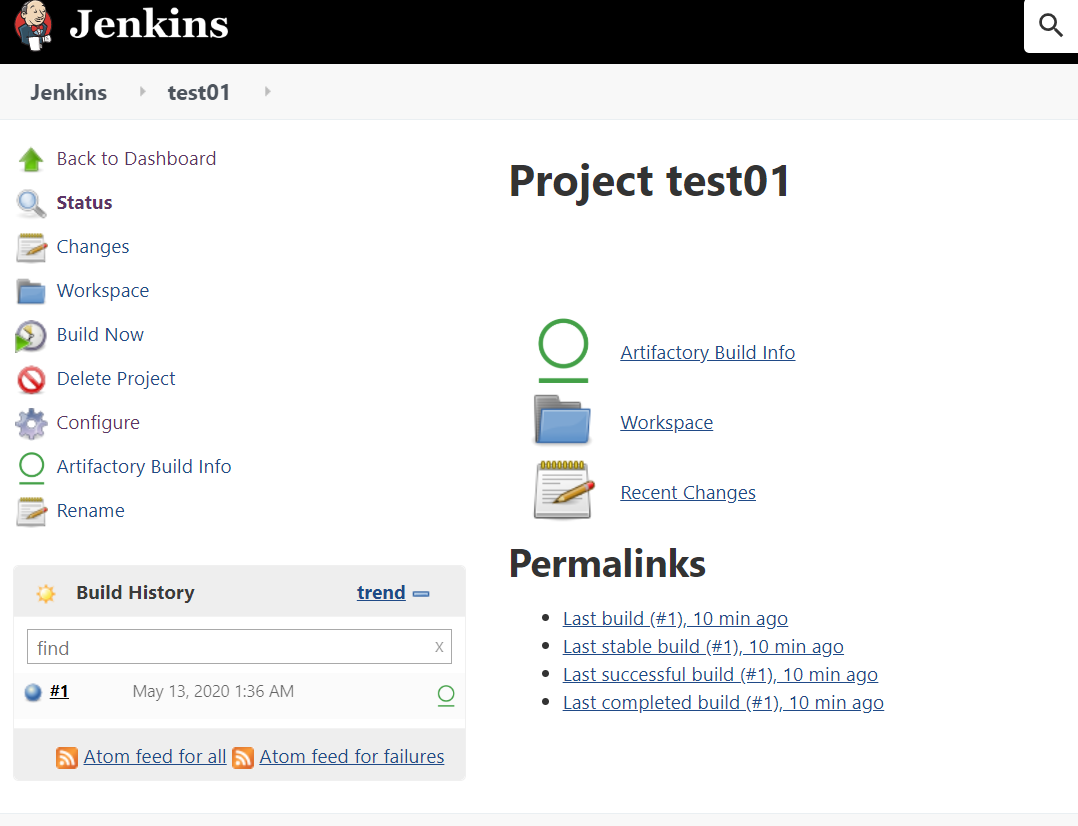 Jenkins
Jenkins test01
Back to Dashboard
Status
Changes
Workspace
Build Now
Delete Project
Configure
Artifactory Build Info
Rename
Build History trend
find x
#1 May 13, 2020 1:36 AM
Atom feed for all Atom feed for failures
Project test01
Artifactory Build Info
Workspace
Recent Changes
Permalinks
Last build (#1), 10 min ago
Last stable build (#1), 10 min ago
Last successful build (#1), 10 min ago
Last completed build (#1), 10 min ago